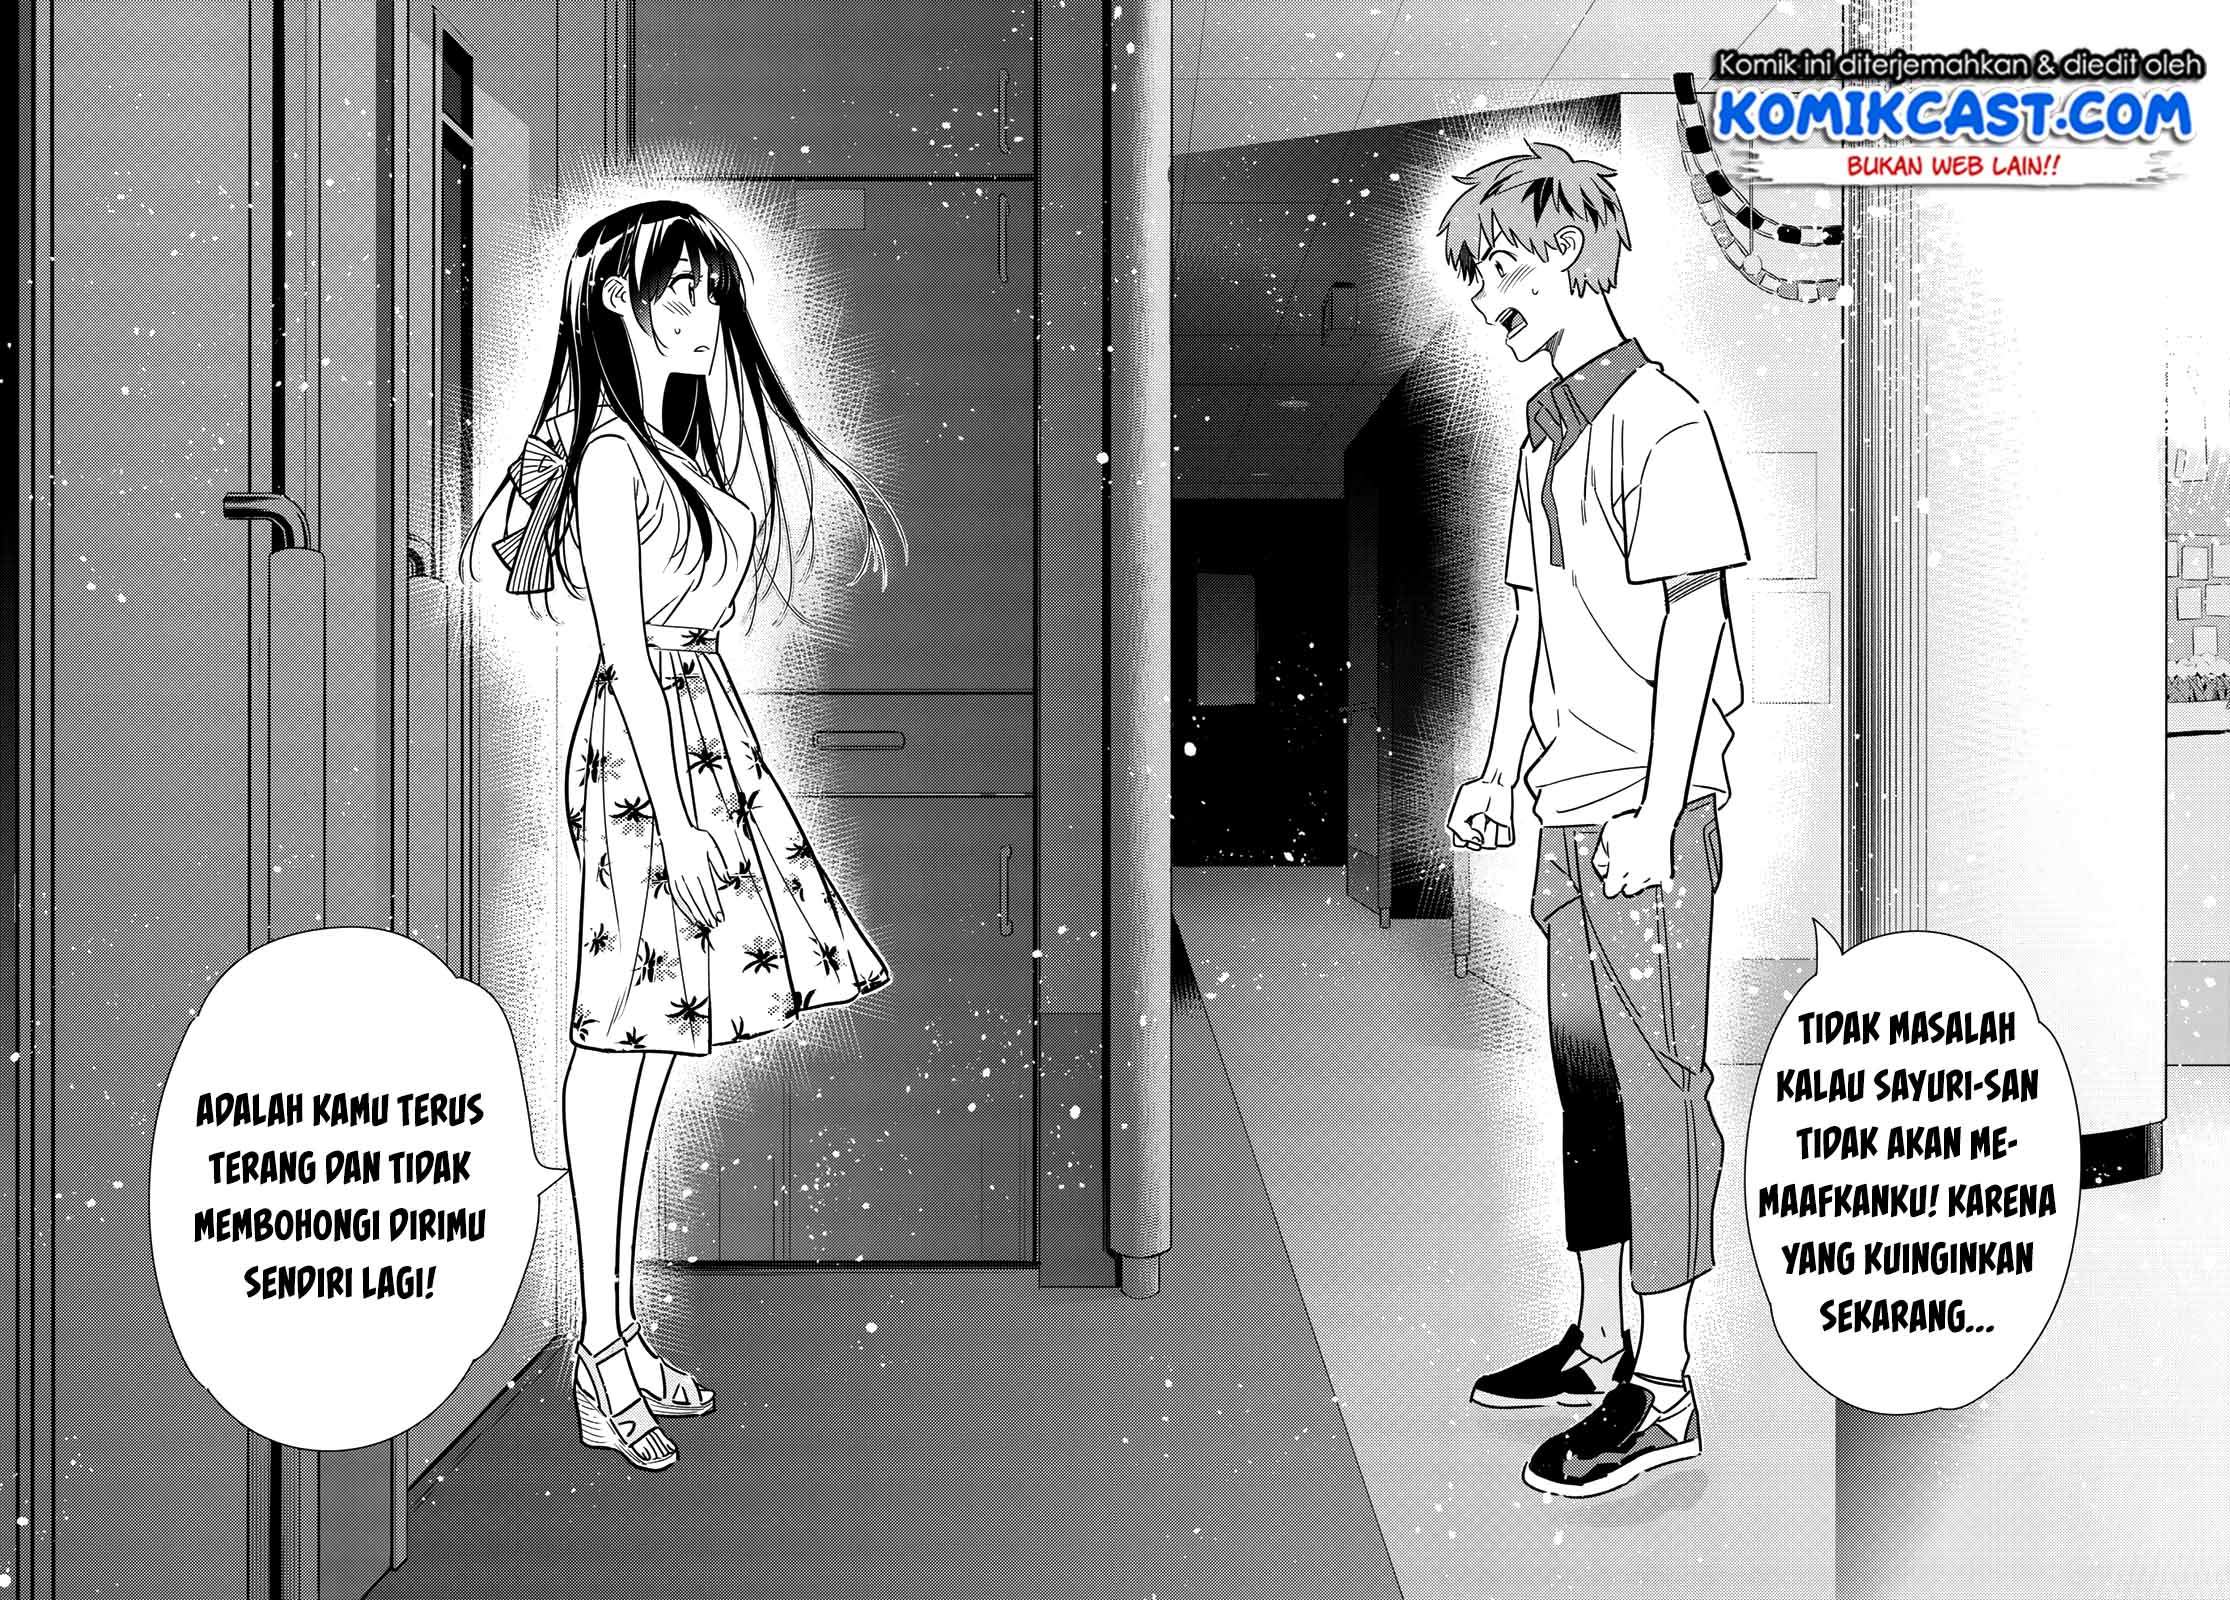 Komik ini diterjemahkan & diedit oleh
KOMIKCAST.COM
BUKAN WEB LAIN!!
TIDAK MASALAH
KALAU SAYURI-SAN
TIDAK AKAN ME-
MAAFKANKU! KARENA
YANG KUINGINKAN
SEKARANG...
ADALAH KAMU TERUS
TERANG DAN TIDAK
MEMBOHONGI DIRIMU
SENDIRI LAGI!